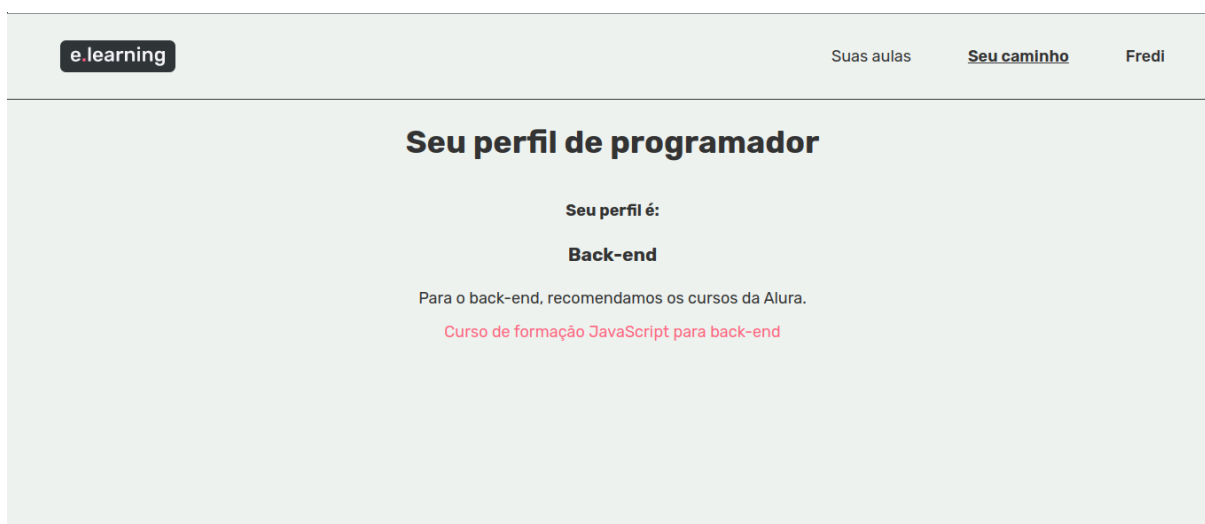 e.learning
Suas aulas Seu caminho Fredi
Seu perfil de programador
Seu perfil é:
Back-end
Para o back-end, recomendamos os cursos da Alura.
Curso de formação JavaScript para back-end